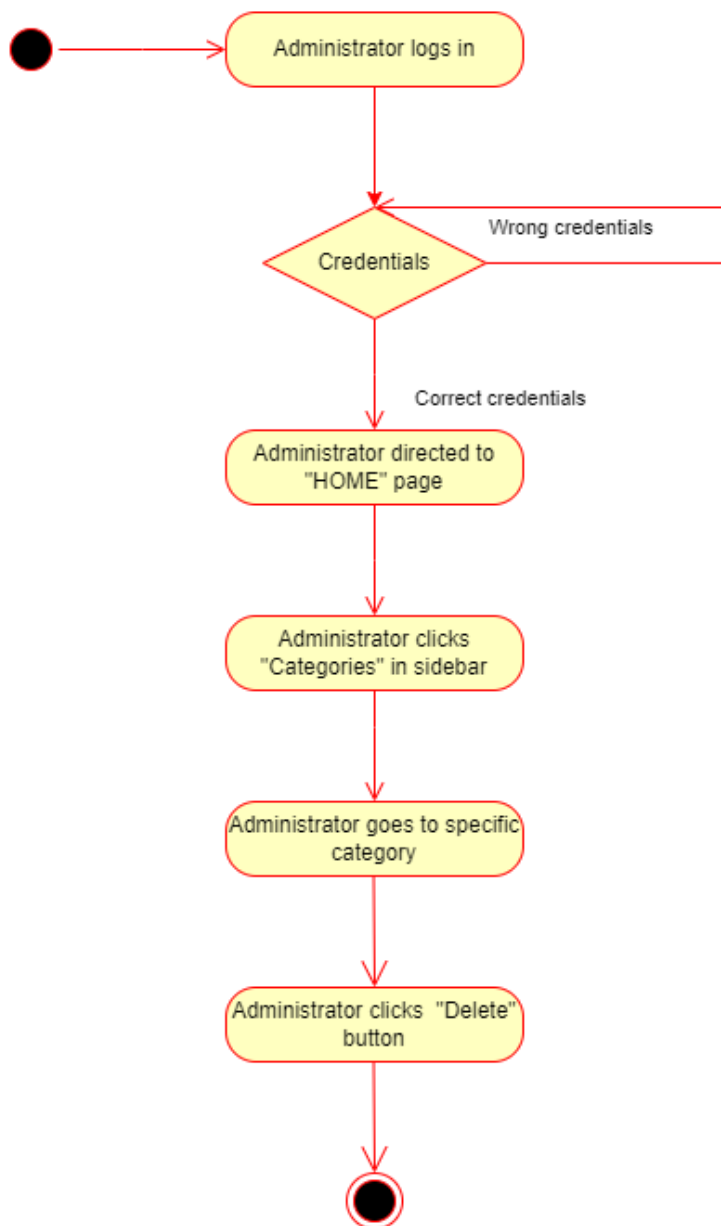 Administrator logs in
Wrong credentials
Credentials
Correct credentials
Administrator directed to
"HOME" page
Administrator clicks
"Categories" in sidebar
Administrator goes to specific
category
Administrator clicks  "Delete"
button